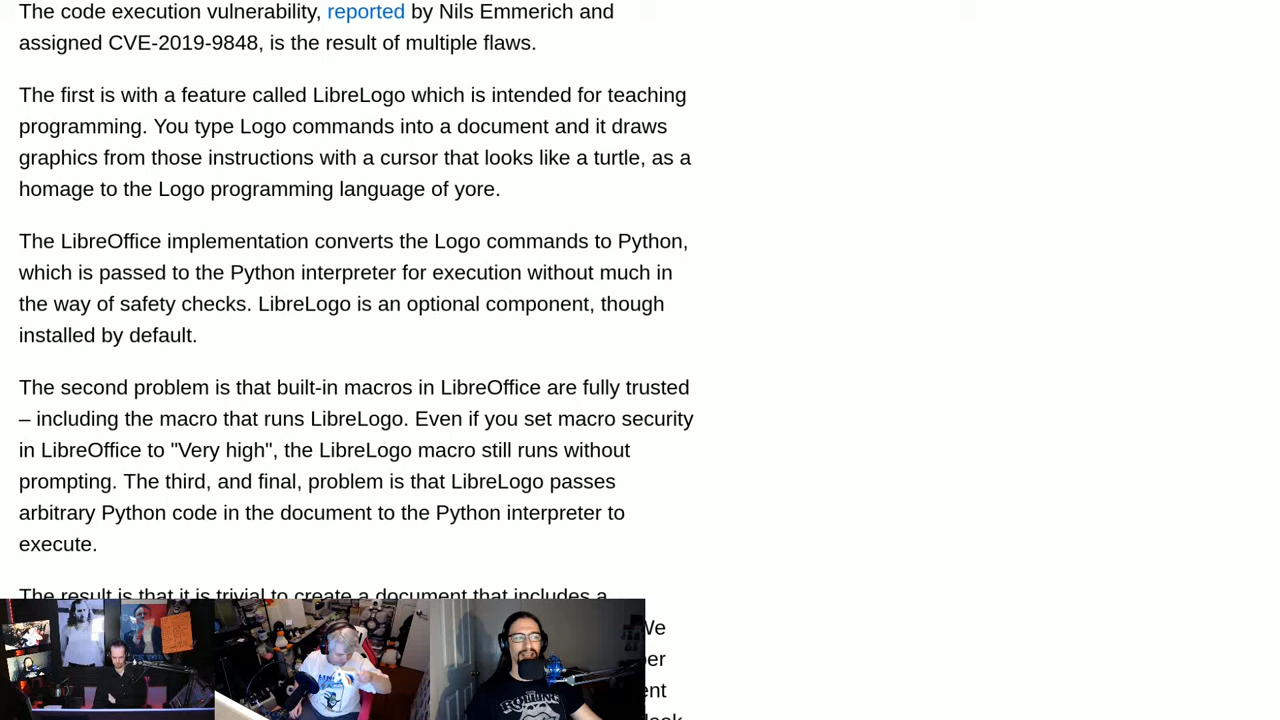 The code execution vulnerability, reported by Nils Emmerich and
assigned CVE-2019-9848, is the result of multiple flaws.
The first is with a feature called LibreLogo which is intended for teaching
programming. You type Logo commands into a document and it draws
graphics from those instructions with a cursor that looks like a turtle, as a
homage to the Logo programming language of yore.
The LibreOffice implementation converts the Logo commands to Python,
which is passed to the Python interpreter for execution without much in
the way of safety checks. LibreLogo is an optional component, though
installed by default.
The second problem is that built-in macros in LibreOffice are fully trusted
– including the macro that runs LibreLogo. Even if you set macro security
in LibreOffice to "Very high", the LibreLogo macro still runs without
prompting. The third, and final, problem is that LibreLogo passes
arbitrary Python code in the document to the Python interpreter to
execute.
The result is that it is trivial to create a document that includes a
We